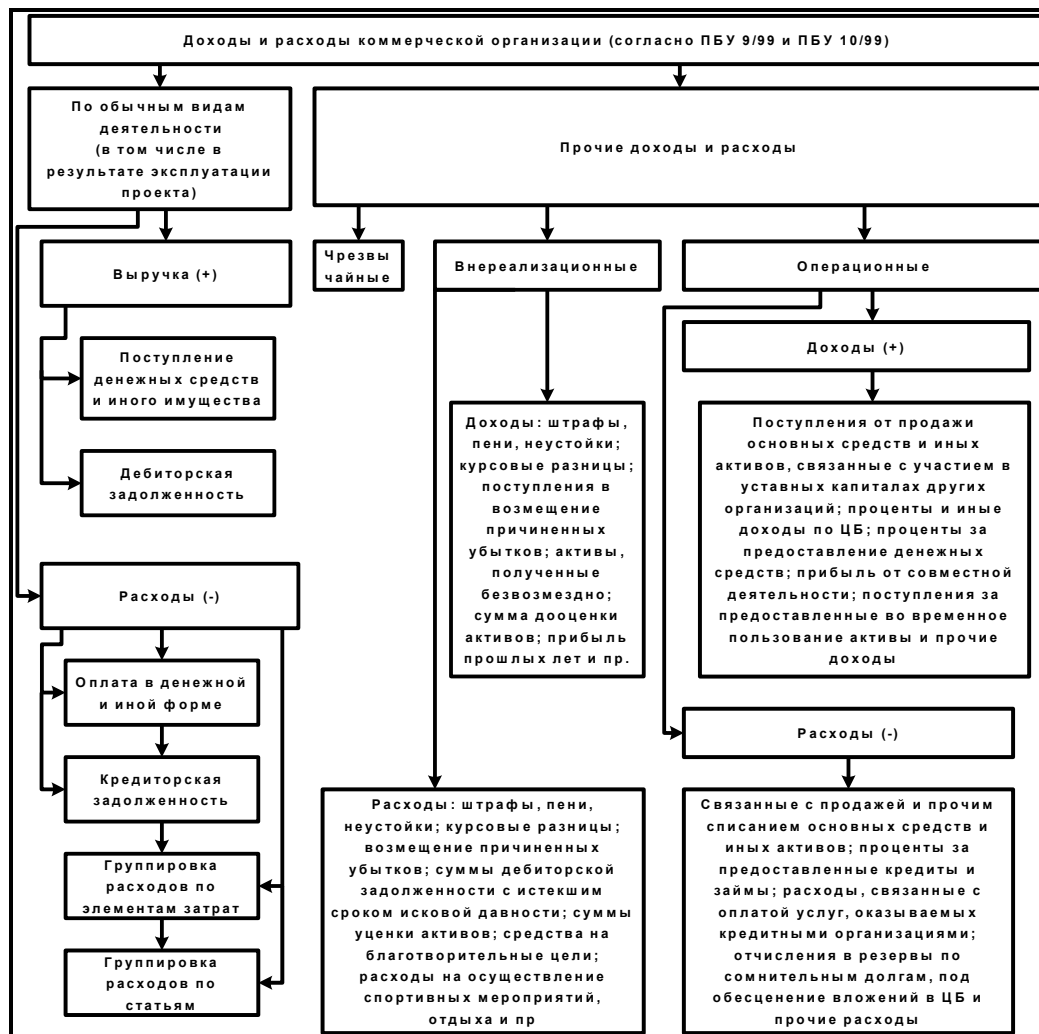 Доходы и расходы коммерческой организации (согласно ПБУ 9/99 и ПБУ 10/99)
По обычным видам
деятельности
(в том числе в
результате эксплуатации
проекта)
Прочие доходы и расходы
Выручка (+)
Чрезвы
чайные
Внереализационные
Операционные
Поступление
денежных средств
и иного имущества
Дебиторская
задолженность
Доходы (+)
Доходы: штрафы,
пени, неустойки;
курсовые разницы;
поступления в
возмещение
причиненных
убытков; активы,
полученные
безвозмездно;
сумма дооценки
активов; прибыль
прошлых лет и пр.
Поступления от продажи
основных средств и иных
активов, связанные с участием в
уставных капиталах других
организаций; проценты и иные
доходы по ЦБ; проценты за
предоставление денежных
средств; прибыль от совместной
деятельности; поступления за
предоставленные во временное
пользование активы и прочие
доходы
Расходы (-)
Оплата в денежной
и иной форме
Кредиторская
задолженность
Группировка
расходов по
элементам затрат
Группировка
расходов по
статьям
Расходы (-)
Расходы: штрафы, пени,
неустойки; курсовые разницы;
возмещение причиненных
убытков; суммы дебиторской
задолженности с истекшим
сроком исковой давности; суммы
уценки активов; средства на
благотворительные цели;
расходы на осуществление
спортивных мероприятий,
отдыха и пр
Связанные с продажей и прочим
списанием основных средств и
иных активов; проценты за
предоставленные кредиты и
займы; расходы, связанные с
оплатой услуг, оказываемых
кредитными организациями;
отчисления в резервы по
сомнительным долгам, под
обесценение вложений в ЦБ и
прочие расходы